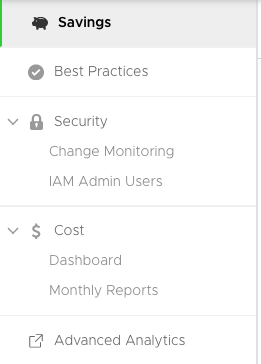 Savings
Best Practices
Security
Change Monitoring
IAM Admin Users
$ Cost
Dashboard
Monthly Reports
Advanced Analytics